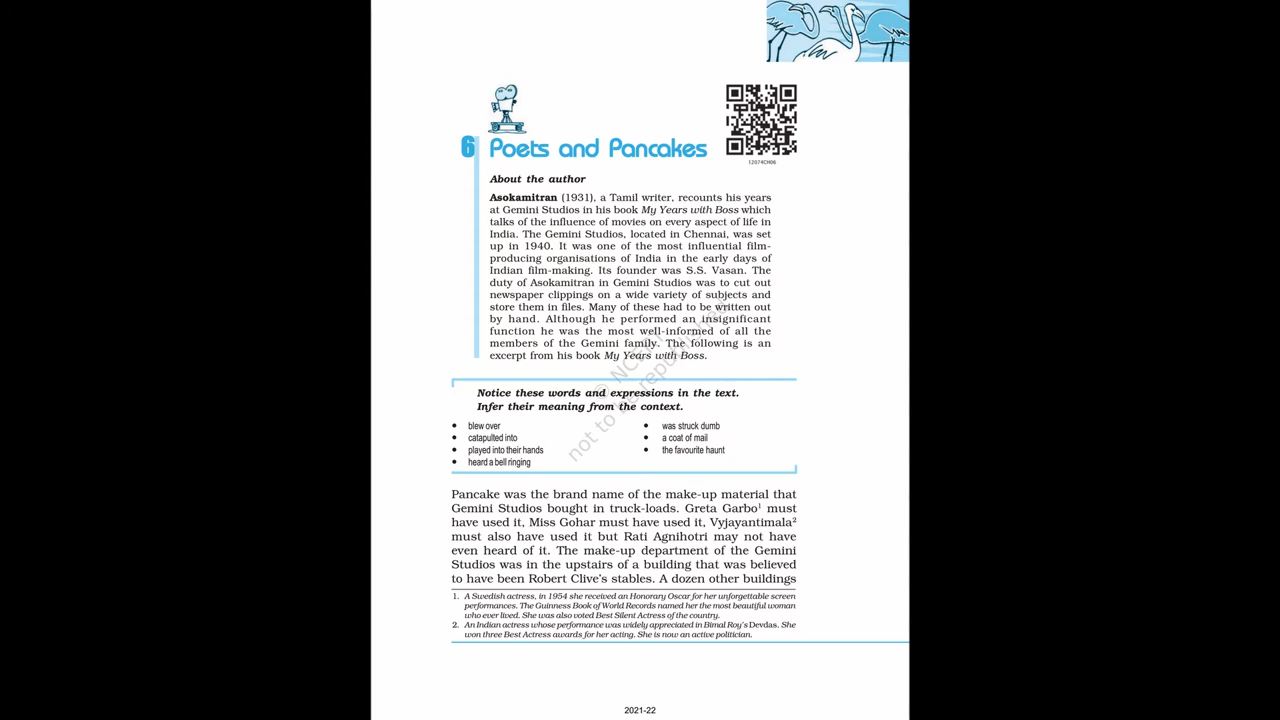 12074CH06
6 Poets and Pancakes
About the author
Asokamitran (1931), a Tamil writer, recounts his years
at Gemini Studios in his book My Years with Boss which
talks of the influence of movies on every aspect of life in
India. The Gemini Studios, located in Chennai, was set
up in 1940. It was one of the most influential film-
producing organisations of India in the early days of
Indian film-making. Its founder was S.S. Vasan. The
duty of Asokamitran in Gemini Studios was to cut out
newspaper clippings on a wide variety of subjects and
store them in files. Many of these had to be written out
by hand. Although he performed an insignificant
function he was the most well-informed of all the
members of the Gemini family. The following is an
excerpt from his book My Years with Boss.
Notice these words and expressions in the text.
Infer their meaning from the context.
• blew over
• catapulted into
• played into their hands
• heard a bell ringing
• was struck dumb
• a coat of mail
• the favourite haunt
Pancake was the brand name of the make-up material that
Gemini Studios bought in truck-loads. Greta Garbo¹ must
have used it, Miss Gohar must have used it, Vyjayantimala²
must also have used it but Rati Agnihotri may not have
even heard of it. The make-up department of the Gemini
Studios was in the upstairs of a building that was believed
to have been Robert Clive's stables. A dozen other buildings
1. A Swedish actress, in 1954 she received an Honorary Oscar for her unforgettable screen
performances. The Guinness Book of World Records named her the most beautiful woman
who ever lived. She was also voted Best Silent Actress of the country.
2. An Indian actress whose performance was widely appreciated in Bimal Roy's Devdas. She
won three Best Actress awards for her acting. She is now an active politician.
2021-22